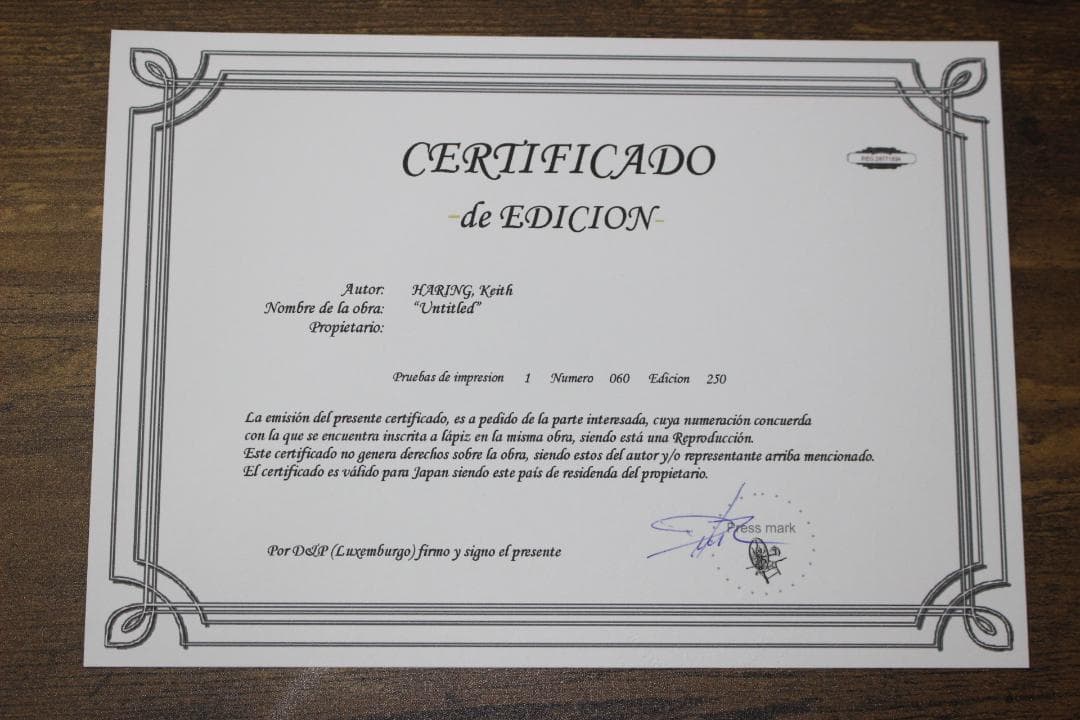 CERTIFICADO
-de EDICION-
Autor: HARING, Keith
Nombre de la obra: “Untitled”
Propietario:
Pruebas de impresion 1 Numero 060 Edicion 250
La emisión del presente certificado, es a pedido de la parte interesada, cuya numeración concuerda
con la que se encuentra inscrita a lápiz en la misma obra, siendo está una Reproducción.
Este certificado no genera derechos sobre la obra, siendo estos del autor y/o representante arriba mencionado.
El certificado es válido para Japan siendo este país de residenda del propietario.
Press mark
Por D&P (Luxemburgo) firmo y signo el presente